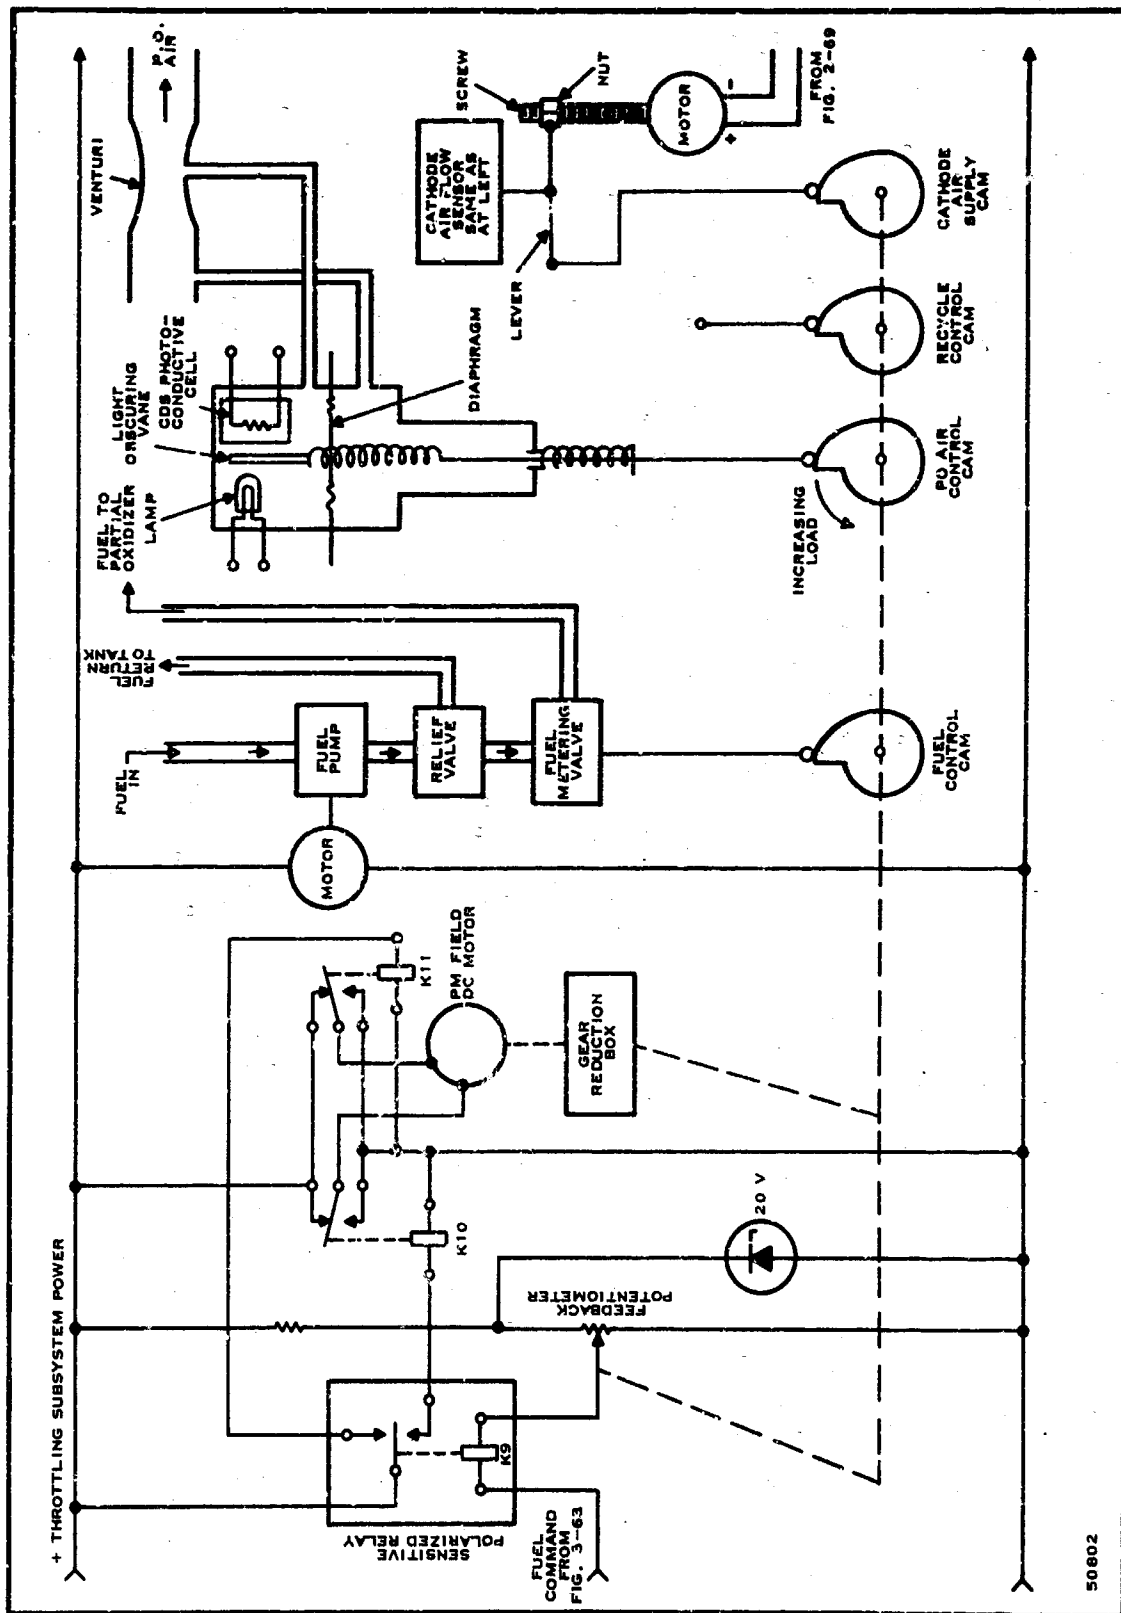 + THROTTLING SUBSYSTEM POWER
SENSITIVE
POLARIZED RELAY
K9
FUEL
COMMAND
FROM
FIG. 3-63
FEEDBACK
POTENTIOMETER
20 V
K10
K11
PM FIELD
DC MOTOR
GEAR
REDUCTION
BOX
MOTOR
FUEL
IN
FUEL
PUMP
RELIEF
VALVE
FUEL
METERING
VALVE
FUEL
RETURN
TO TANK
FUEL TO
PARTIAL
OXIDIZER
LAMP
LIGHT
OBSCURING
VANE
CDS PHOTO-
CONDUCTIVE
CELL
DIAPHRAGM
VENTURI
P.O.
AIR
CATHODE
AIR FLOW
SENSOR
SAME AS
AT LEFT
LEVER
SCREW
NUT
MOTOR
+
-
FROM
FIG. 2-69
INCREASING
LOAD
FUEL
CONTROL
CAM
PO AIR
CONTROL
CAM
RECYCLE
CONTROL
CAM
CATHODE
AIR
SUPPLY
CAM
50802